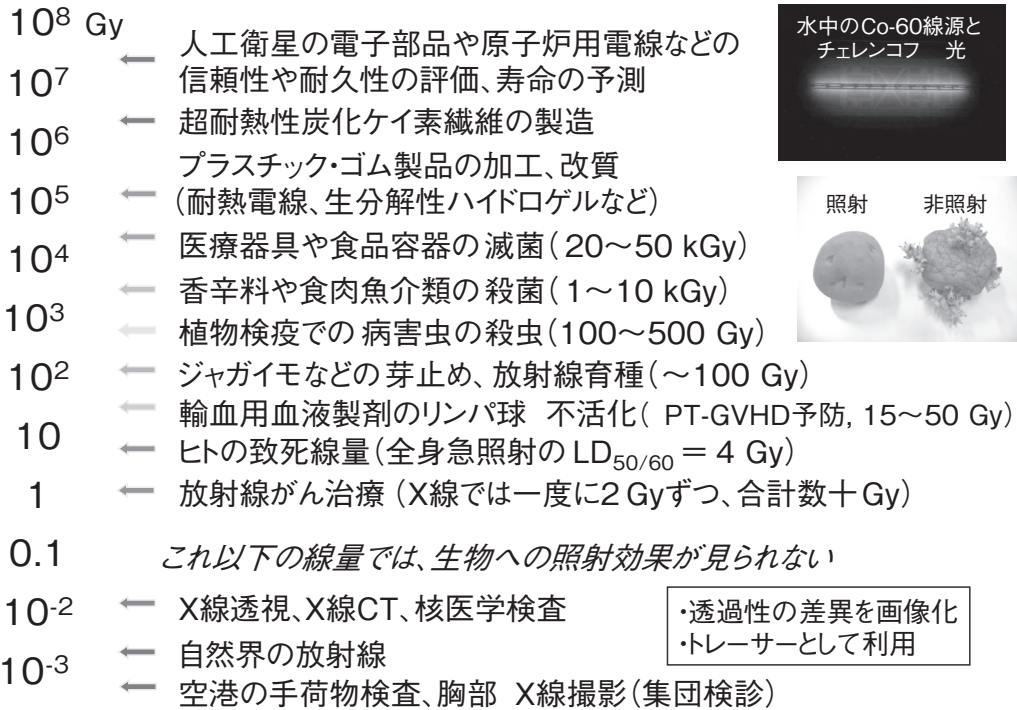 10⁸ Gy
人工衛星の電子部品や原子炉用電線などの
10⁷
信頼性や耐久性の評価、寿命の予測
超耐熱性炭化ケイ素繊維の製造
10⁶
プラスチック・ゴム製品の加工、改質
10⁵
（耐熱電線、生分解性ハイドロゲルなど）
医療器具や食品容器の滅菌（20〜50 kGy）
10⁴
香辛料や食肉魚介類の殺菌（1〜10 kGy）
10³
植物検疫での病害虫の殺虫（100〜500 Gy）
10²
ジャガイモなどの芽止め、放射線育種（〜100 Gy）
輸血用血液製剤のリンパ球 不活化（ PT-GVHD予防, 15〜50 Gy）
10
ヒトの致死線量（全身急照射の LD₅₀/₆₀ = 4 Gy）
1
放射線がん治療（X線では一度に2 Gyずつ、合計数十Gy）
0.1
これ以下の線量では、生物への照射効果が見られない
10⁻²
X線透視、X線CT、核医学検査
自然界の放射線
10⁻³
空港の手荷物検査、胸部 X線撮影（集団検診）
水中のCo-60線源と
チェレンコフ 光
照射 非照射
・透過性の差異を画像化
・トレーサーとして利用